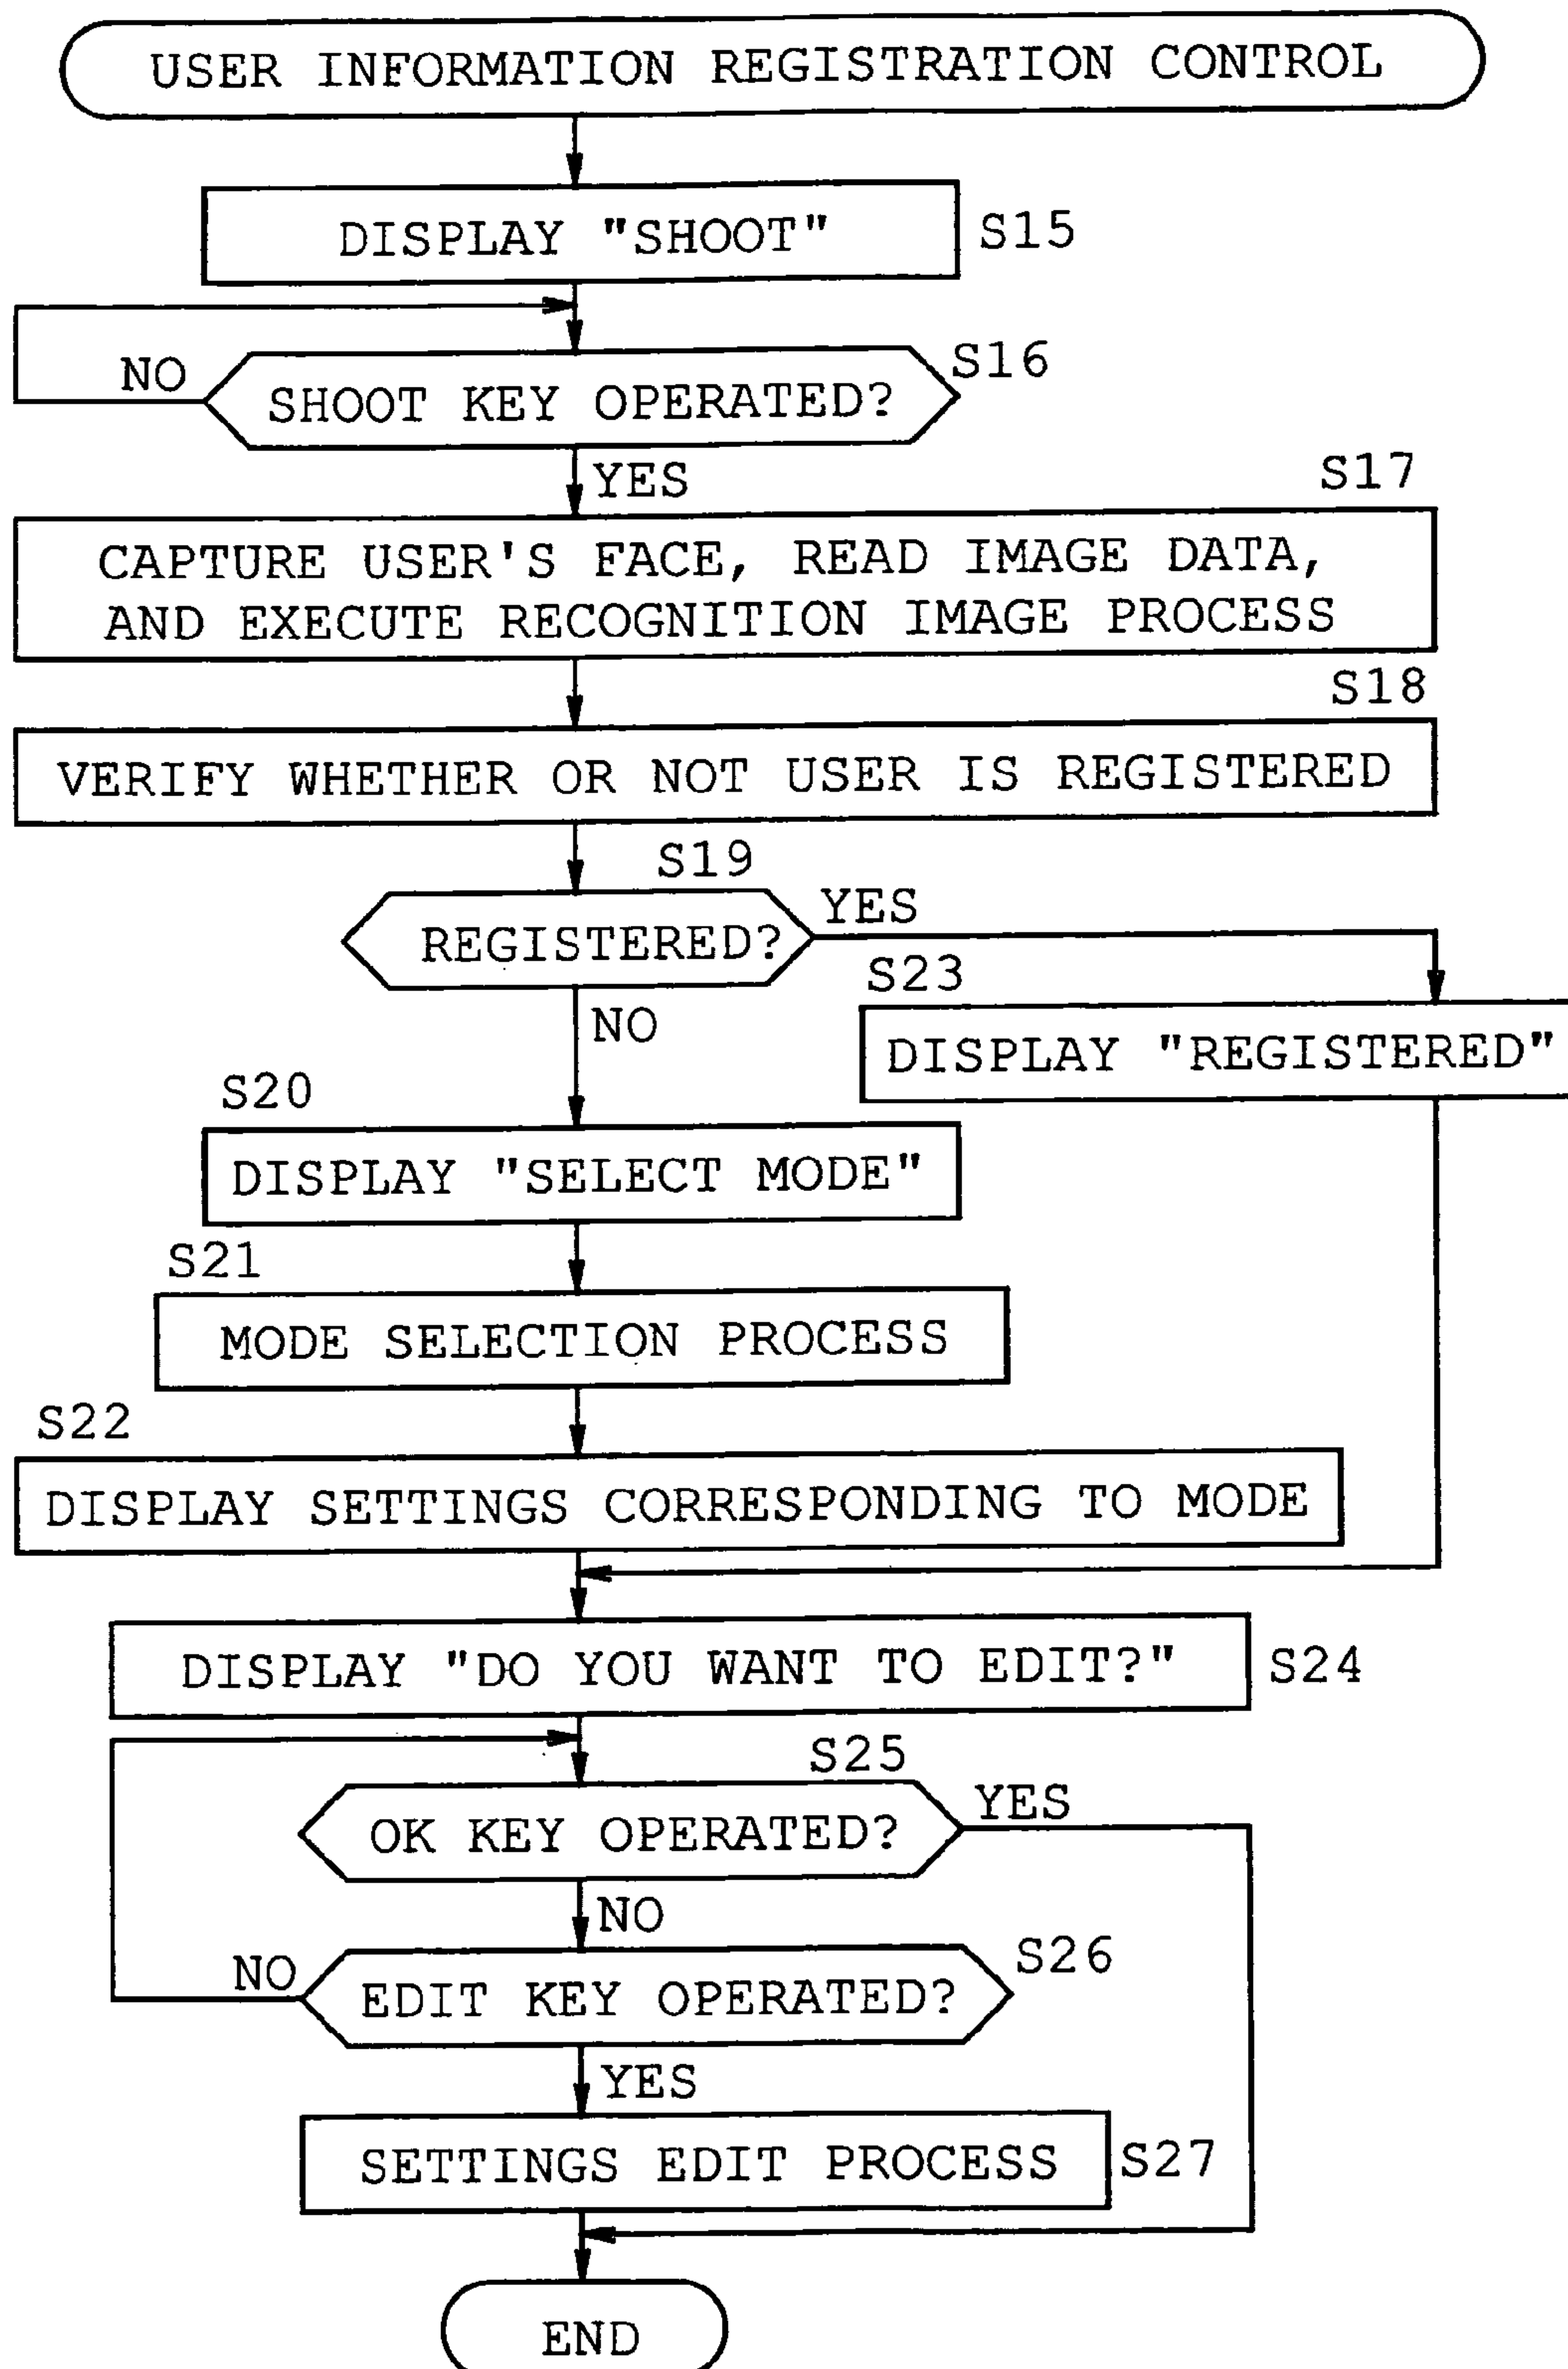 USER INFORMATION REGISTRATION CONTROL
DISPLAY "SHOOT"
S15
S16
NO
SHOOT KEY OPERATED?
YES
S17
CAPTURE USER'S FACE, READ IMAGE DATA,
AND EXECUTE RECOGNITION IMAGE PROCESS
S18
VERIFY WHETHER OR NOT USER IS REGISTERED
S19
YES
REGISTERED?
S23
NO
DISPLAY "REGISTERED"
S20
DISPLAY "SELECT MODE"
S21
MODE SELECTION PROCESS
S22
DISPLAY SETTINGS CORRESPONDING TO MODE
DISPLAY "DO YOU WANT TO EDIT?"
S24
S25
YES
OK KEY OPERATED?
NO
S26
NO
EDIT KEY OPERATED?
YES
SETTINGS EDIT PROCESS
S27
END